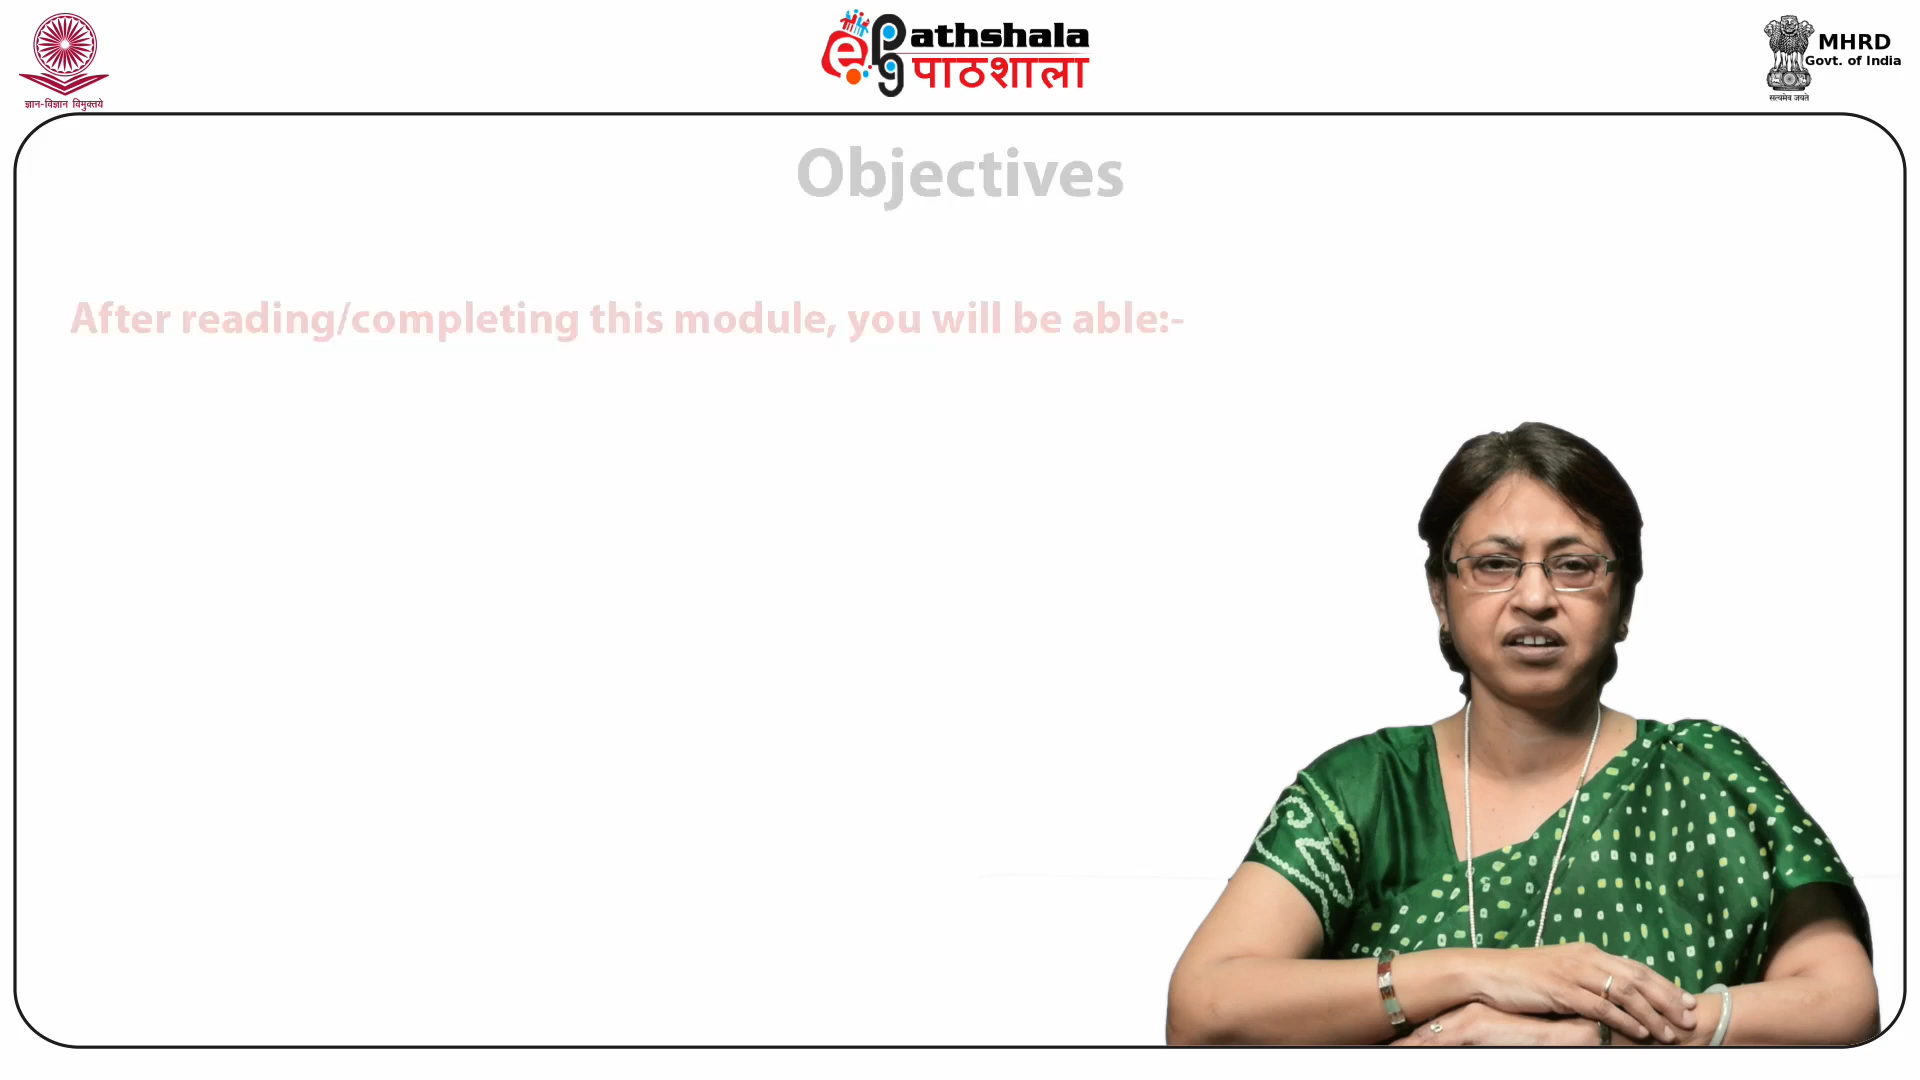 ज्ञान-विज्ञान विमुक्तये
e pg athshala
पाठशाला
सत्यमेव जयते
MHRD
Govt. of India
Objectives
After reading/completing this module, you will be able:-